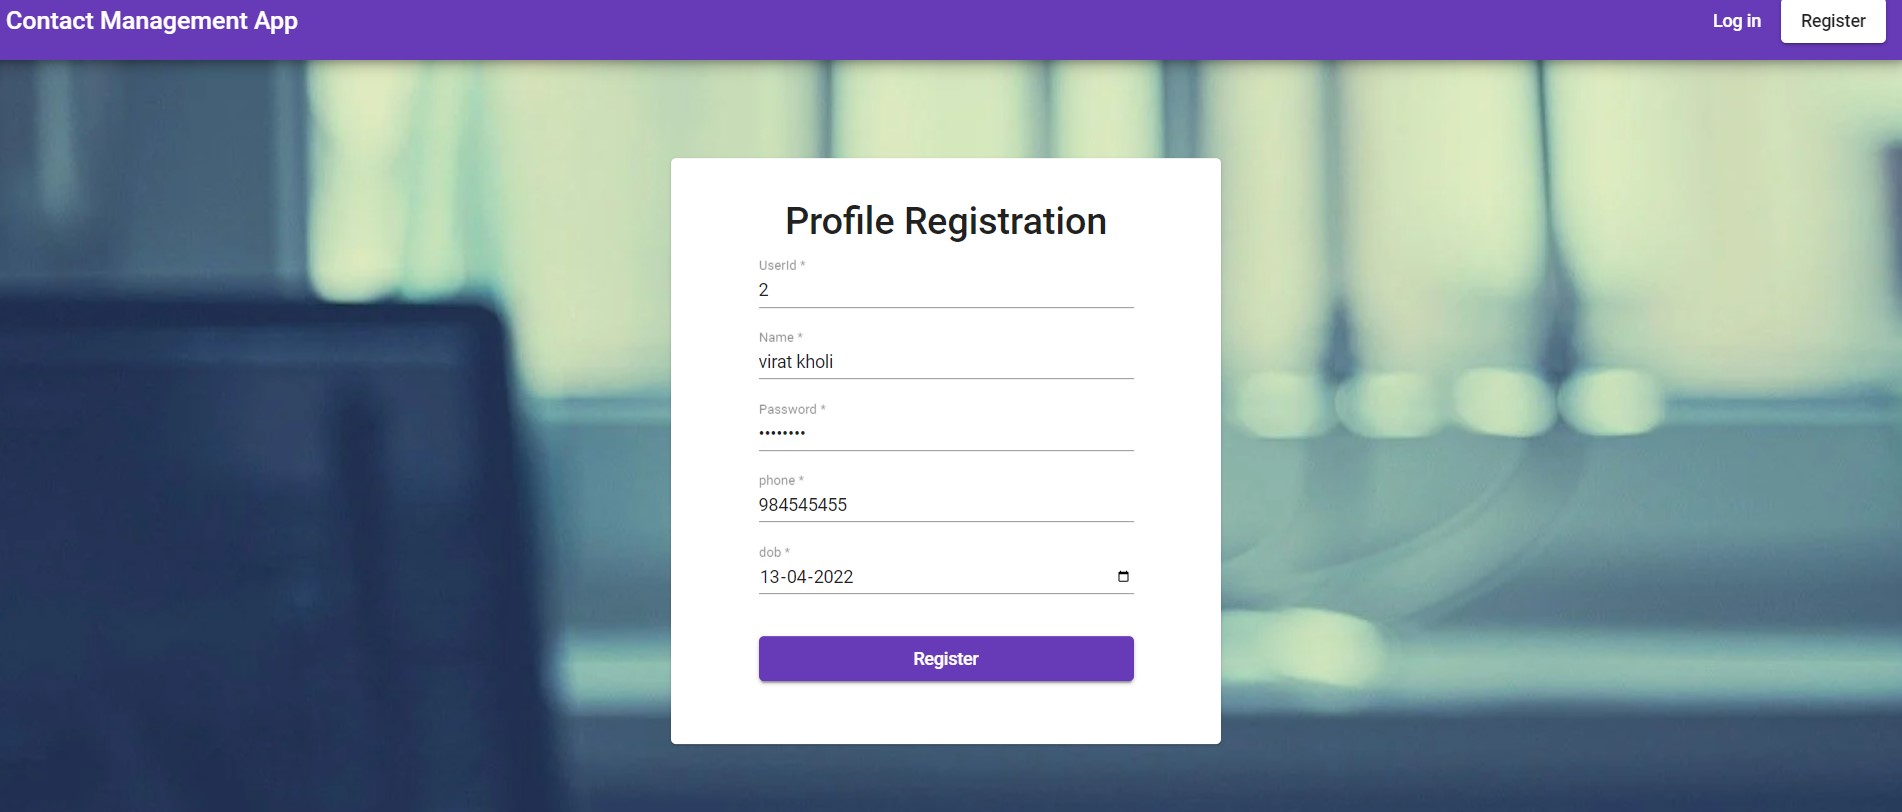 Contact Management App
Log in
Register
Profile Registration
UserId *
2
Name *
virat kholi
Password *
••••••••
phone *
984545455
dob *
13-04-2022
Register